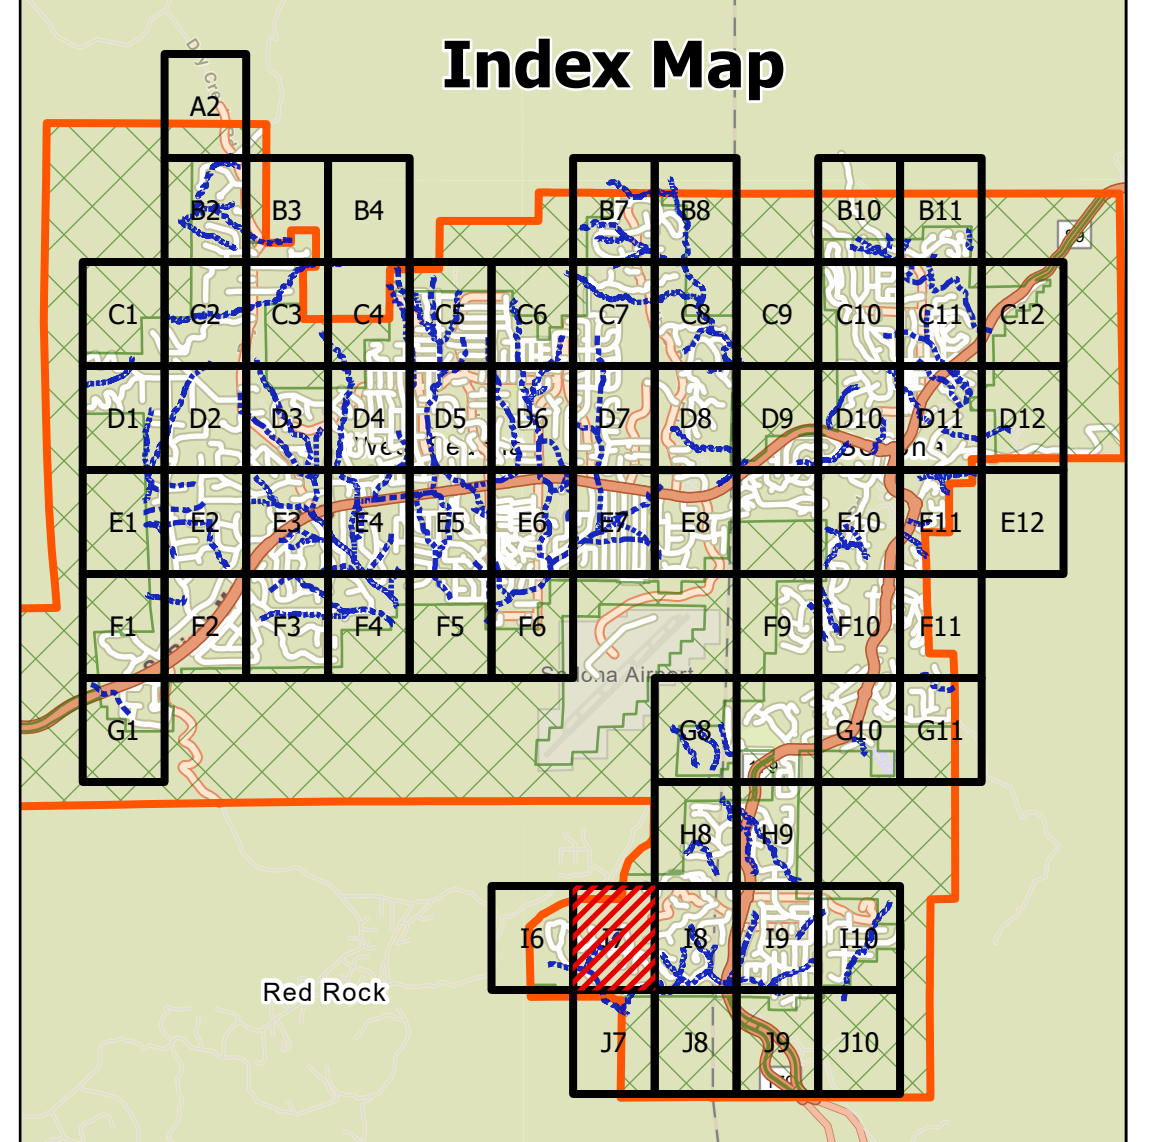 Index Map
A2
B2 B3 B4 B7 B8 B10 B11
C1 C2 C3 C4 C5 C6 C7 C8 C9 C10 C11 C12
D1 D2 D3 D4 D5 D6 D7 D8 D9 D10 D11 D12
E1 E2 E3 E4 E5 E6 E7 E8 E10 E11 E12
F1 F2 F3 F4 F5 F6 F9 F10 F11
Sedona Airport
G1 G8 G10 G11
H8 H9
I6 I7 I8 I9 I10
Red Rock
J7 J8 J9 J10